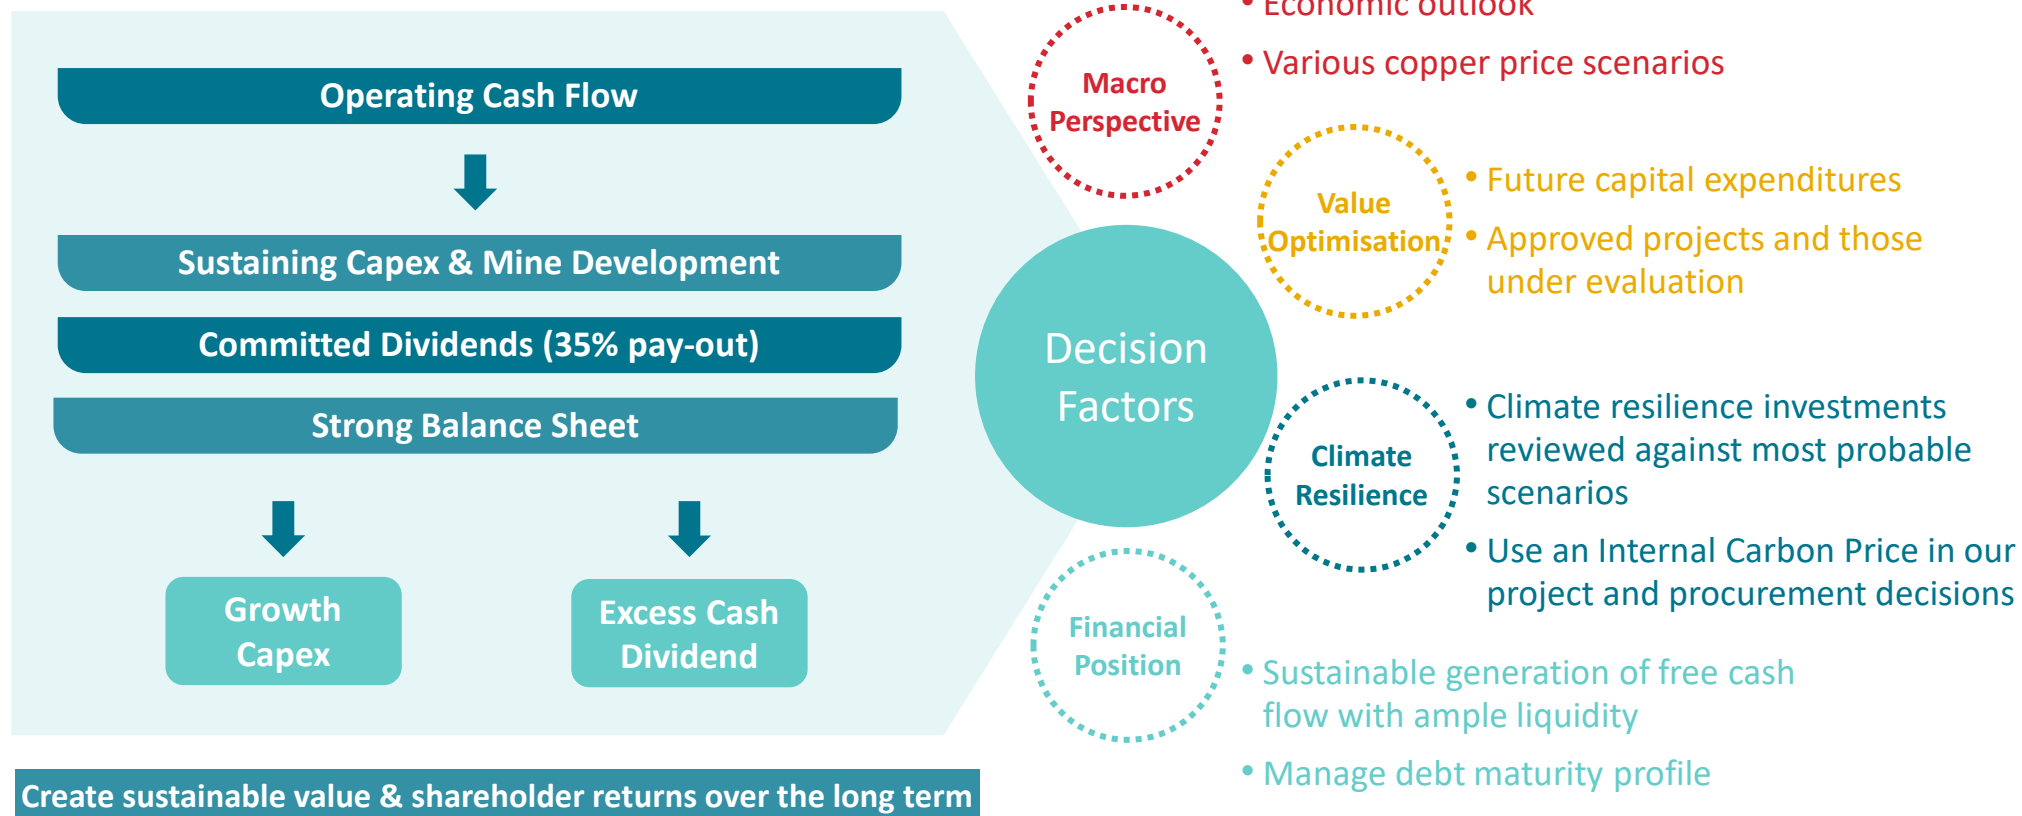 Operating Cash Flow
Sustaining Capex & Mine Development
Committed Dividends (35% pay-out)
Strong Balance Sheet
Growth
Capex
Excess Cash
Dividend
Create sustainable value & shareholder returns over the long term
Decision
Factors
Macro
Perspective
• Economic outlook
• Various copper price scenarios
Value
Optimisation
• Future capital expenditures
• Approved projects and those
under evaluation
Climate
Resilience
• Climate resilience investments
reviewed against most probable
scenarios
• Use an Internal Carbon Price in our
project and procurement decisions
Financial
Position
• Sustainable generation of free cash
flow with ample liquidity
• Manage debt maturity profile